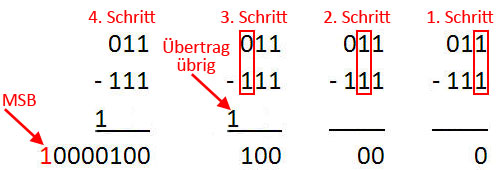 4. Schritt 3. Schritt 2. Schritt 1. Schritt
011 Übertrag übrig 011 011 011
- 111 - 111 - 111 - 111
MSB
1 1
10000100 100 00 0